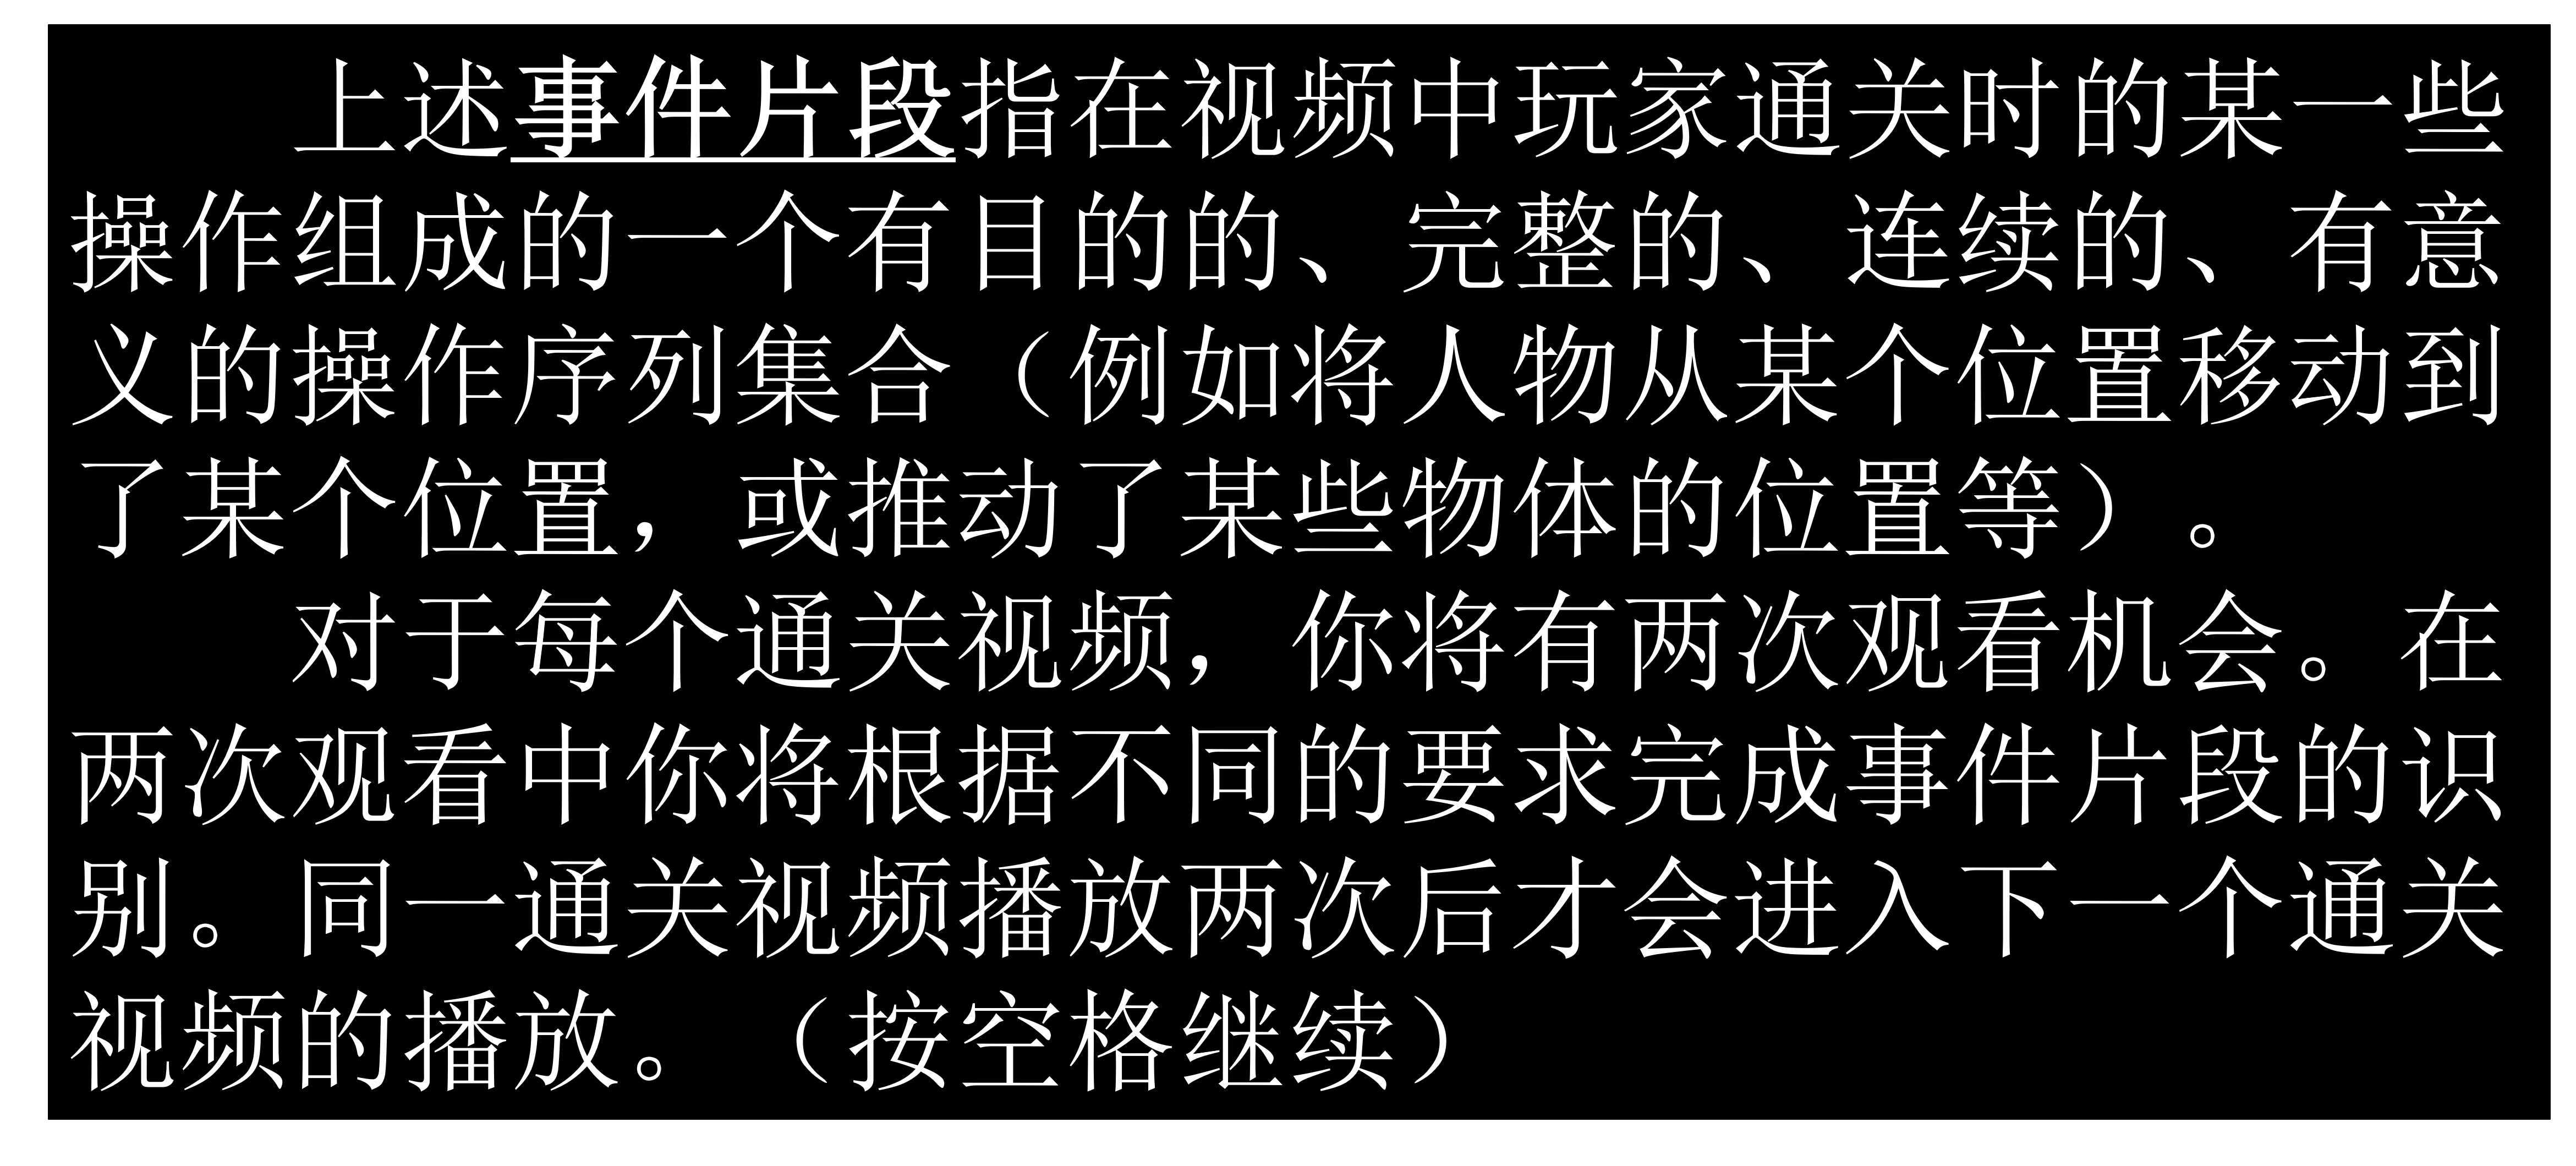 上述事件片段指在视频中玩家通关时的某一些
操作组成的一个有目的的、完整的、连续的、有意
义的操作序列集合（例如将人物从某个位置移动到
了某个位置，或推动了某些物体的位置等）。
对于每个通关视频，你将有两次观看机会。在
两次观看中你将根据不同的要求完成事件片段的识
别。同一通关视频播放两次后才会进入下一个通关
视频的播放。（按空格继续）